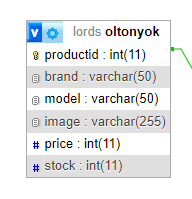 v lords oltonyok
productid : int(11)
brand : varchar(50)
model : varchar(50)
image : varchar(255)
# price : int(11)
# stock : int(11)